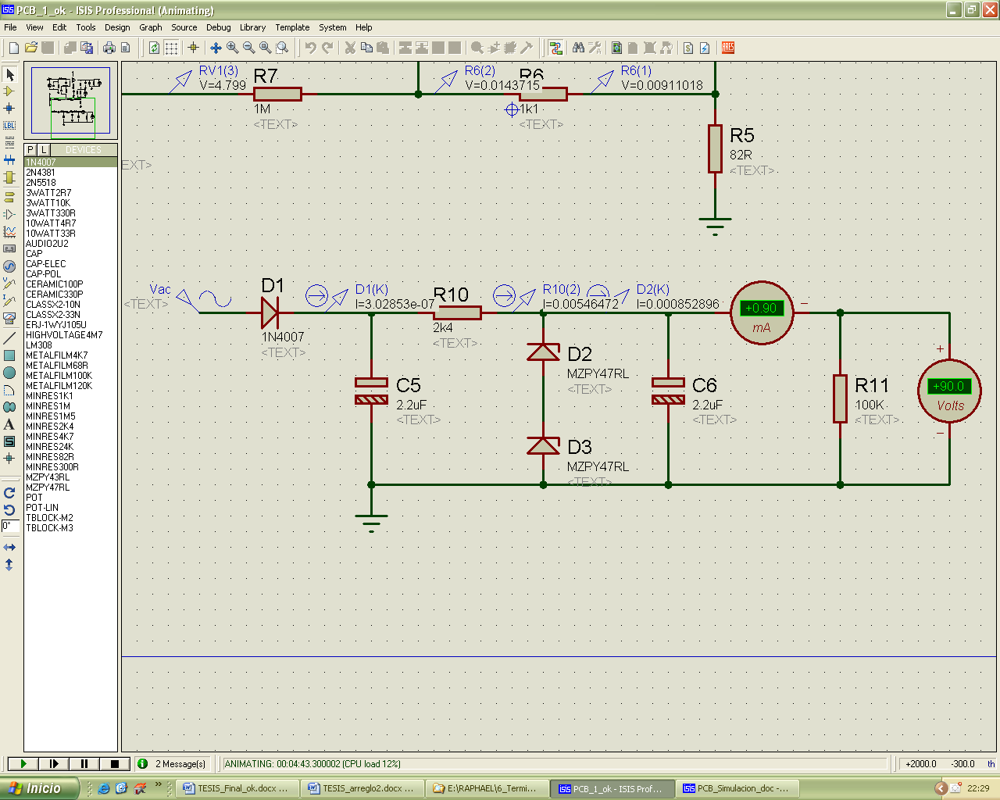 PCB_1_ok - ISIS Professional (Animating)
File View Edit Tools Design Graph Source Debug Library Template System Help
P L DEVICES
1N4007
2N4381
2N5518
3WATT2R7
3WATT10K
3WATT330R
10WATT4R7
10WATT33R
AUDIO2U2
CAP
CAP-ELEC
CAP-POL
CERAMIC100P
CERAMIC330P
CLASSX2-10N
CLASSX2-33N
ERJ-1WYJ105U
HIGHVOLTAGE4M7
LM308
METALFILM4K7
METALFILM68R
METALFILM100K
METALFILM120K
MINRES1K1
MINRES1M
MINRES1M5
MINRES2K4
MINRES4K7
MINRES24K
MINRES82R
MINRES300R
MZPY43RL
MZPY47RL
POT
POT-LIN
TBLOCK-M2
TBLOCK-M3
LBL
A
S
ARES
0°
RV1(3)
V=4.799
R7
1M
<TEXT>
R6(2)
V=0.0143715
R6
1k1
<TEXT>
R6(1)
V=0.00911018
R5
82R
<TEXT>
EXT>
Vac
<TEXT>
D1
1N4007
<TEXT>
D1(K)
I=3.02853e-07
R10
2k4
<TEXT>
R10(2)
I=0.00546472
D2(K)
I=0.000852896
+0.90
mA
D2
MZPY47RL
<TEXT>
C5
2.2uF
<TEXT>
C6
2.2uF
<TEXT>
R11
100K
<TEXT>
+90.0
Volts
D3
MZPY47RL
<TEXT>
2 Message(s)
ANIMATING: 00:04:43.300002 (CPU load 12%)
+2000.0 -300.0 th
Inicio
TESIS_Final_ok.docx ...
TESIS_arreglo2.docx ...
E:\RAPHAEL\6_Termi...
PCB_1_ok - ISIS Prof...
PCB_Simulacion_doc -...
22:29